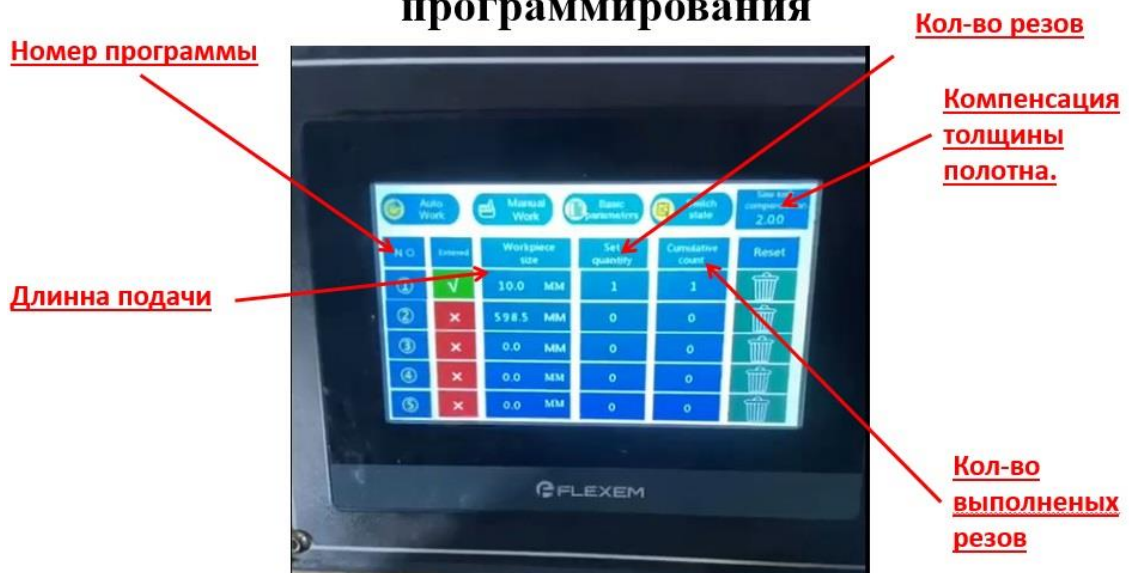 программирования
Кол-во резов
Номер программы
Компенсация
толщины
полотна.
Auto
Work
Manual
Work
Basic
parameters
state
2.00
NO
Workpiece
size
Set
quantity
Cumulative
count
Reset
① √ 10.0 MM 1 1
② × 598.5 MM 0 0
③ × 0.0 MM 0 0
④ × 0.0 MM 0 0
⑤ × 0.0 MM 0 0
Длинна подачи
FLEXEM
Кол-во
выполненых
резов